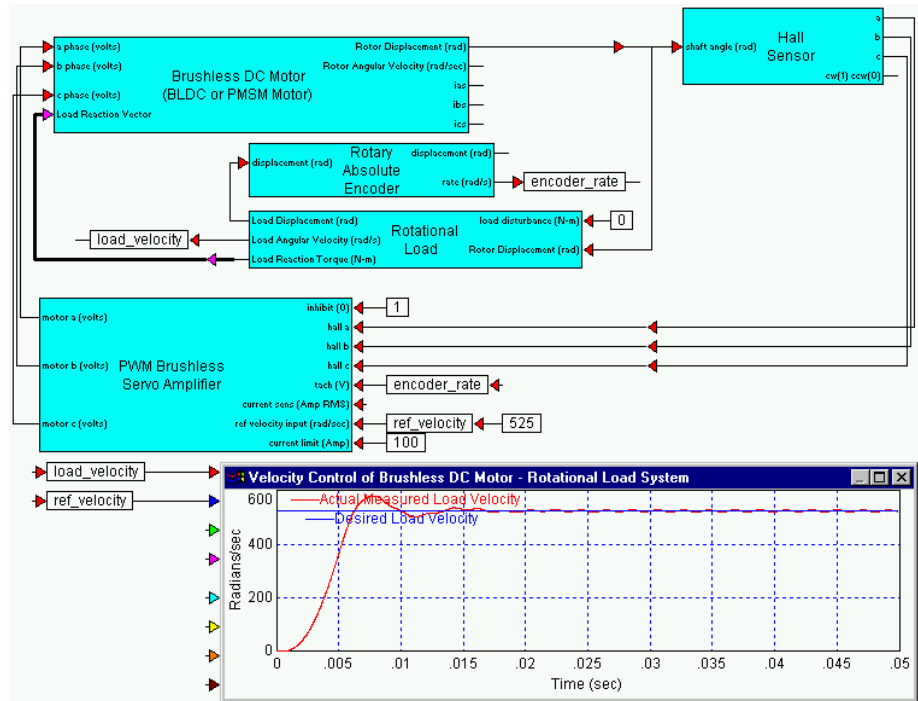 a phase (volts)
b phase (volts)
c phase (volts)
Load Reaction Vector
Brushless DC Motor
(BLDC or PMSM Motor)
Rotor Displacement (rad)
Rotor Angular Velocity (rad/sec)
ias
ibs
ics
shaft angle (rad)
Hall
Sensor
a
b
c
cw(1) ccw(0)
displacement (rad)
Rotary
Absolute
Encoder
displacement (rad)
rate (rad/s)
encoder_rate
Load Displacement (rad)
Load Angular Velocity (rad/s)
Load Reaction Torque (N-m)
Rotational
Load
load disturbance (N-m)
Rotor Displacement (rad)
0
load_velocity
motor a (volts)
motor b (volts)
motor c (volts)
PWM Brushless
Servo Amplifier
inhibit (0)
hall a
hall b
hall c
tach (V)
current sens (Amp RMS)
ref velocity input (rad/sec)
current limit (Amp)
1
encoder_rate
ref_velocity
525
100
load_velocity
ref_velocity
Velocity Control of Brushless DC Motor - Rotational Load System
Actual Measured Load Velocity
Desired Load Velocity
Radians/sec
600
400
200
0
0 .005 .01 .015 .02 .025 .03 .035 .04 .045 .05
Time (sec)